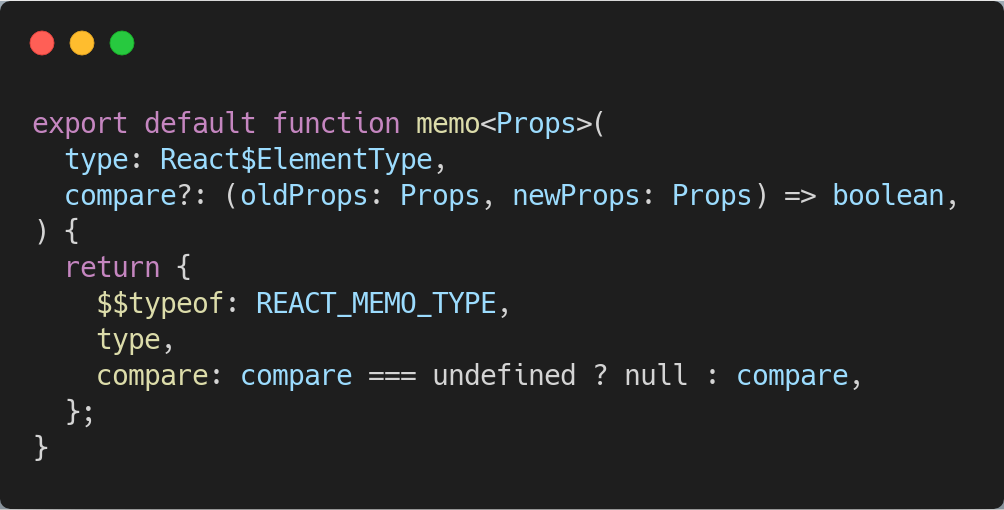 export default function memo<Props>(
  type: React$ElementType,
  compare?: (oldProps: Props, newProps: Props) => boolean,
) {
  return {
    $$typeof: REACT_MEMO_TYPE,
    type,
    compare: compare === undefined ? null : compare,
  };
}